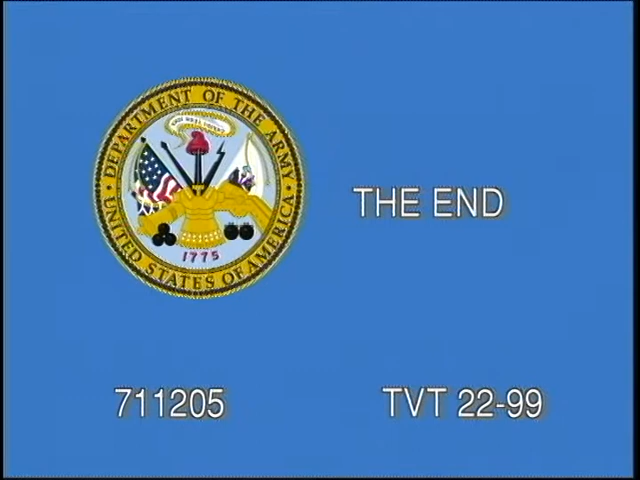 DEPARTMENT OF THE ARMY
UNITED STATES OF AMERICA
1775
THE END
711205
TVT 22-99